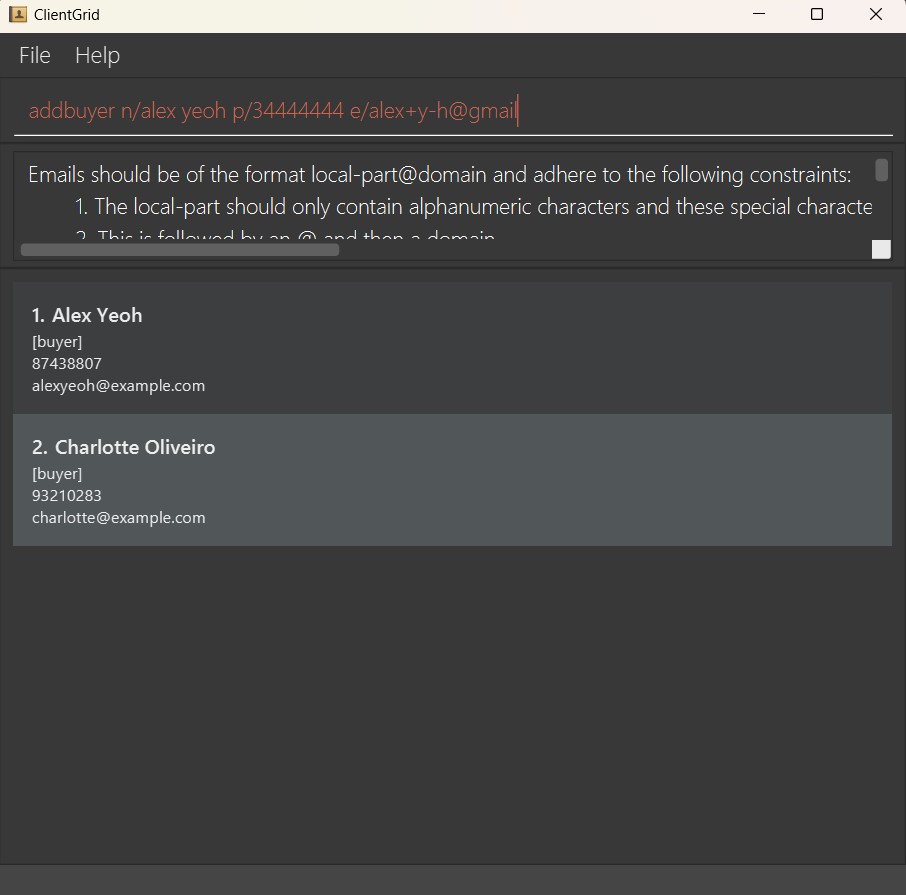 ClientGrid
File Help
addbuyer n/alex yeoh p/34444444 e/alex+y-h@gmail
Emails should be of the format local-part@domain and adhere to the following constraints:
1. The local-part should only contain alphanumeric characters and these special characte
2. This is followed by an @ and then a domain
1. Alex Yeoh
[buyer]
87438807
alexyeoh@example.com
2. Charlotte Oliveiro
[buyer]
93210283
charlotte@example.com